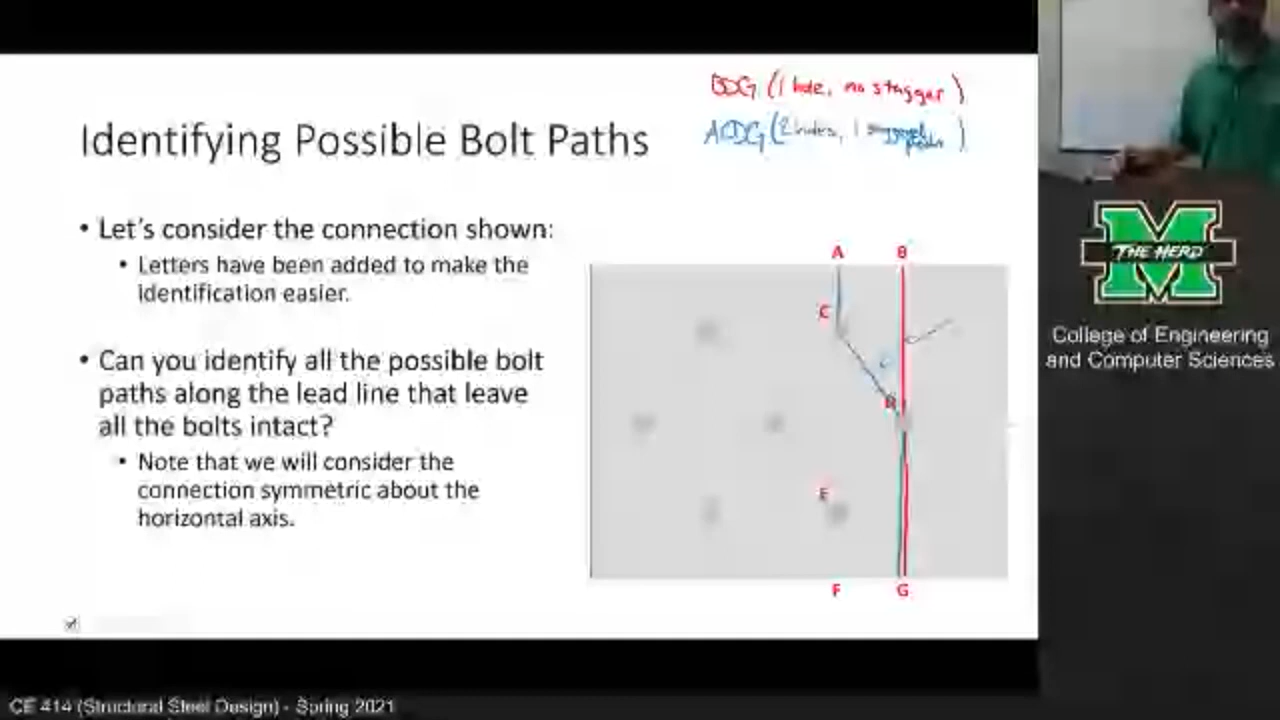 BDG (1 hole, no stagger)
ACDG (2 holes, 1 staggered
Identifying Possible Bolt Paths
• Let's consider the connection shown:
• Letters have been added to make the
identification easier.
• Can you identify all the possible bolt
paths along the lead line that leave
all the bolts intact?
• Note that we will consider the
connection symmetric about the
horizontal axis.
A B
C
D
E
F G
M
THE HERD
College of Engineering
and Computer Sciences
CE 414 (Structural Steel Design) - Spring 2021